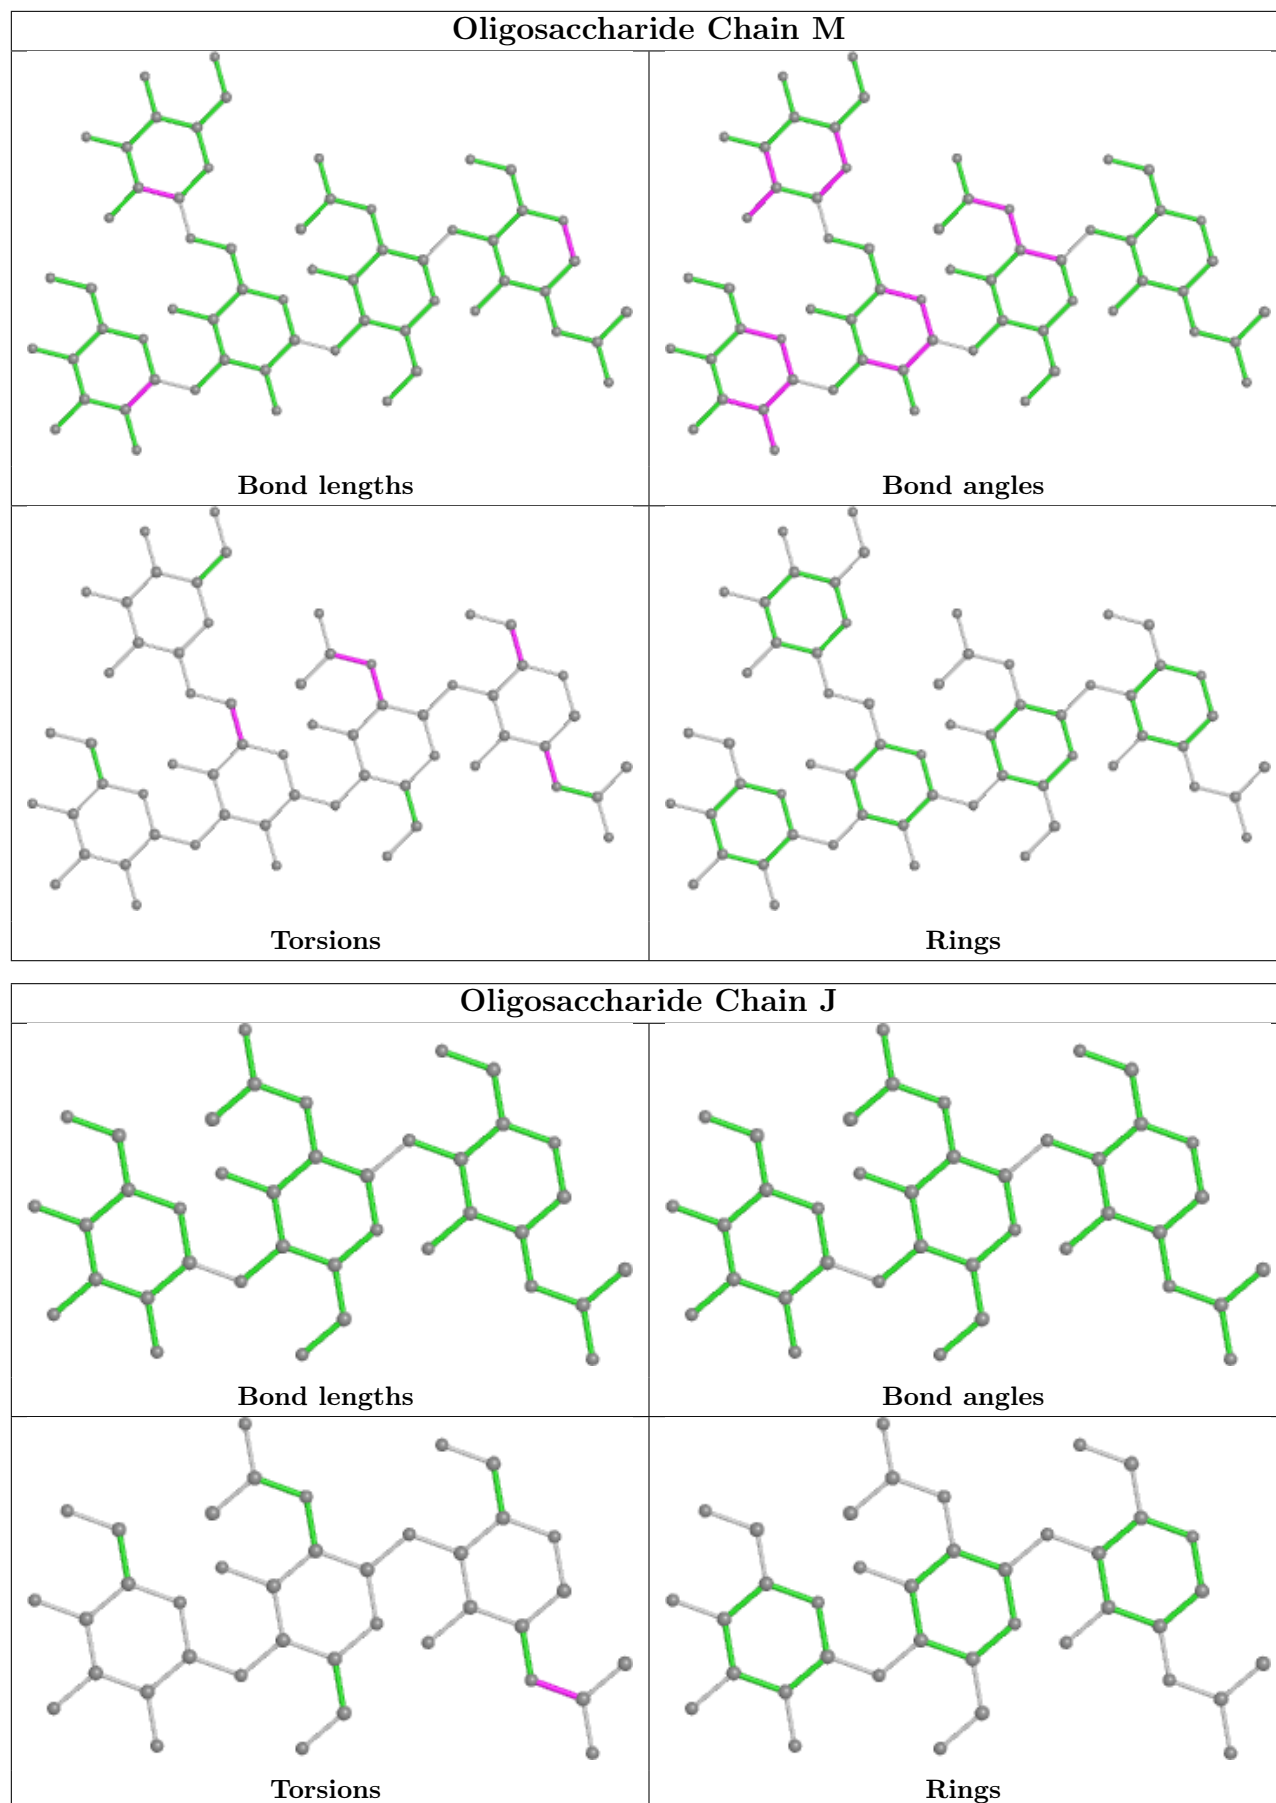 Oligosaccharide Chain M
Bond lengths
Bond angles
Torsions
Rings
Oligosaccharide Chain J
Bond lengths
Bond angles
Torsions
Rings